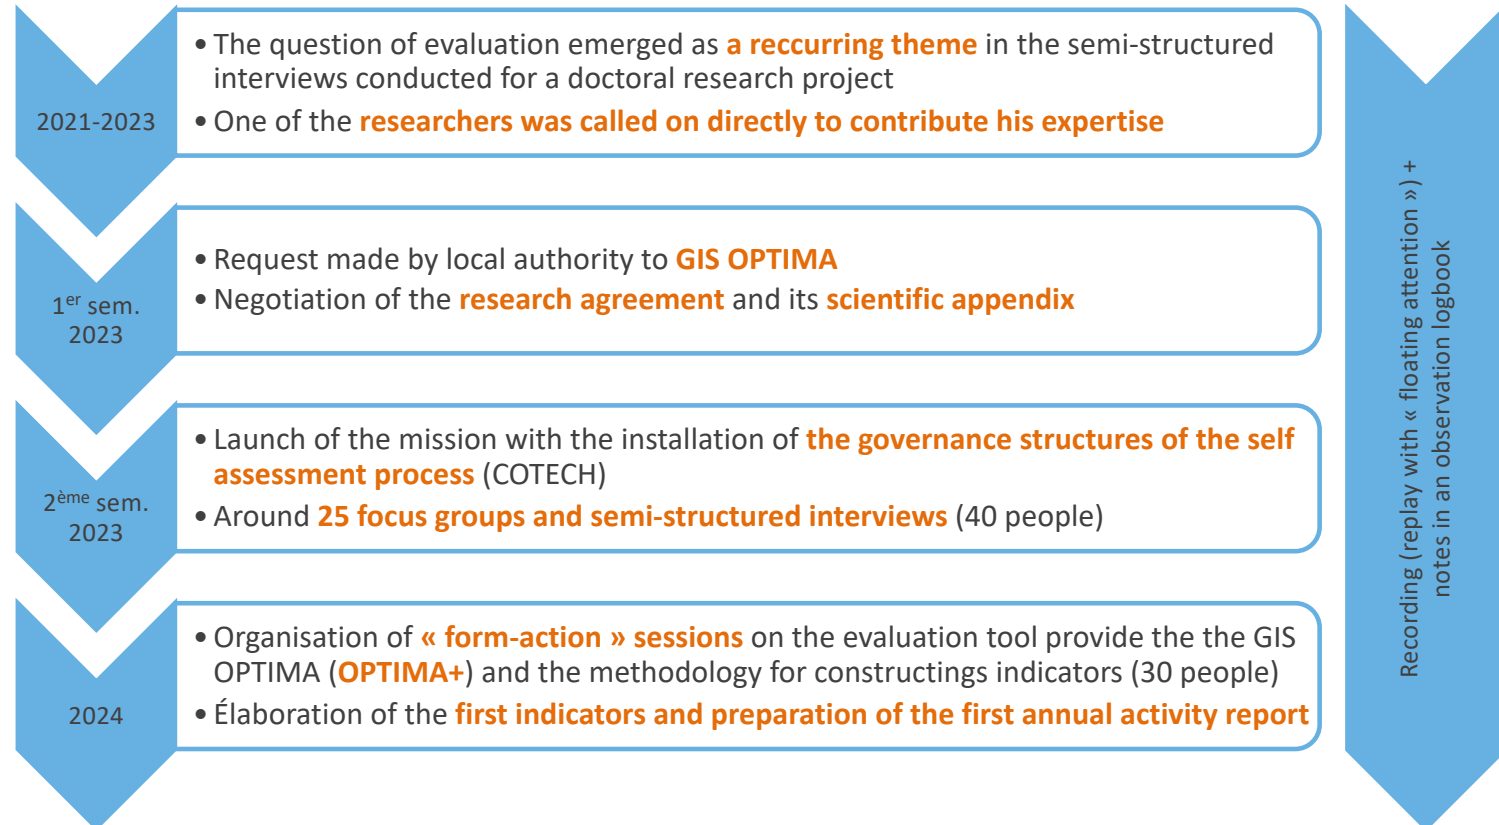 2021-2023
• The question of evaluation emerged as a reccurring theme in the semi-structured
interviews conducted for a doctoral research project
• One of the researchers was called on directly to contribute his expertise
1er sem.
2023
• Request made by local authority to GIS OPTIMA
• Negotiation of the research agreement and its scientific appendix
2ème sem.
2023
• Launch of the mission with the installation of the governance structures of the self
assessment process (COTECH)
• Around 25 focus groups and semi-structured interviews (40 people)
2024
• Organisation of « form-action » sessions on the evaluation tool provide the the GIS
OPTIMA (OPTIMA+) and the methodology for constructings indicators (30 people)
• Élaboration of the first indicators and preparation of the first annual activity report
Recording (replay with « floating attention ») +
notes in an observation logbook